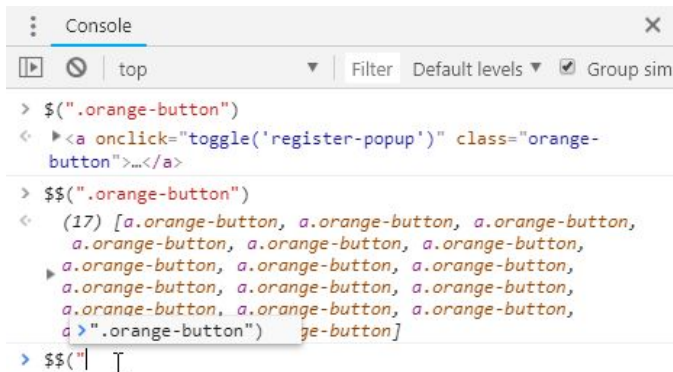 Console
top Filter Default levels Group sim
> $(".orange-button")
<a onclick="toggle('register-popup')" class="orange-
button">…</a>
> $$(".orange-button")
(17) [a.orange-button, a.orange-button, a.orange-button,
a.orange-button, a.orange-button, a.orange-button,
a.orange-button, a.orange-button, a.orange-button,
a.orange-button, a.orange-button, a.orange-button,
a.orange-button, a.orange-button, a.orange-button,
a ge-button]
>".orange-button")
> $$("